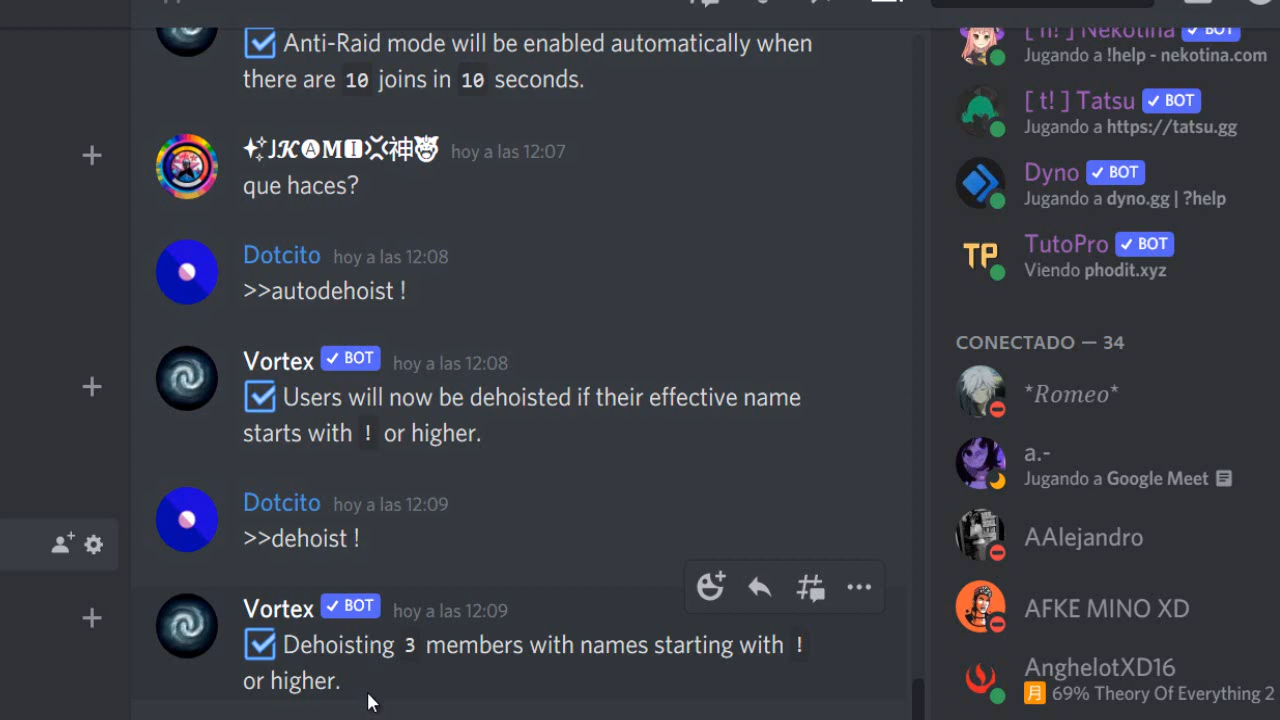 Anti-Raid mode will be enabled automatically when
there are 10 joins in 10 seconds.
hoy a las 12:07
que haces?
Dotcito hoy a las 12:08
>>autodehoist !
Vortex ✓ BOT hoy a las 12:08
Users will now be dehoisted if their effective name
starts with ! or higher.
Dotcito hoy a las 12:09
>>dehoist !
Vortex ✓ BOT hoy a las 12:09
Dehoisting 3 members with names starting with !
or higher.
[ n! ] Nekotina ✓ BOT
Jugando a !help - nekotina.com
[ t! ] Tatsu ✓ BOT
Jugando a https://tatsu.gg
Dyno ✓ BOT
Jugando a dyno.gg | ?help
TP
TutoPro ✓ BOT
Viendo phodit.xyz
CONECTADO — 34
*Romeo*
a.-
Jugando a Google Meet
AAlejandro
AFKE MINO XD
AnghelotXD16
月 69% Theory Of Everything 2